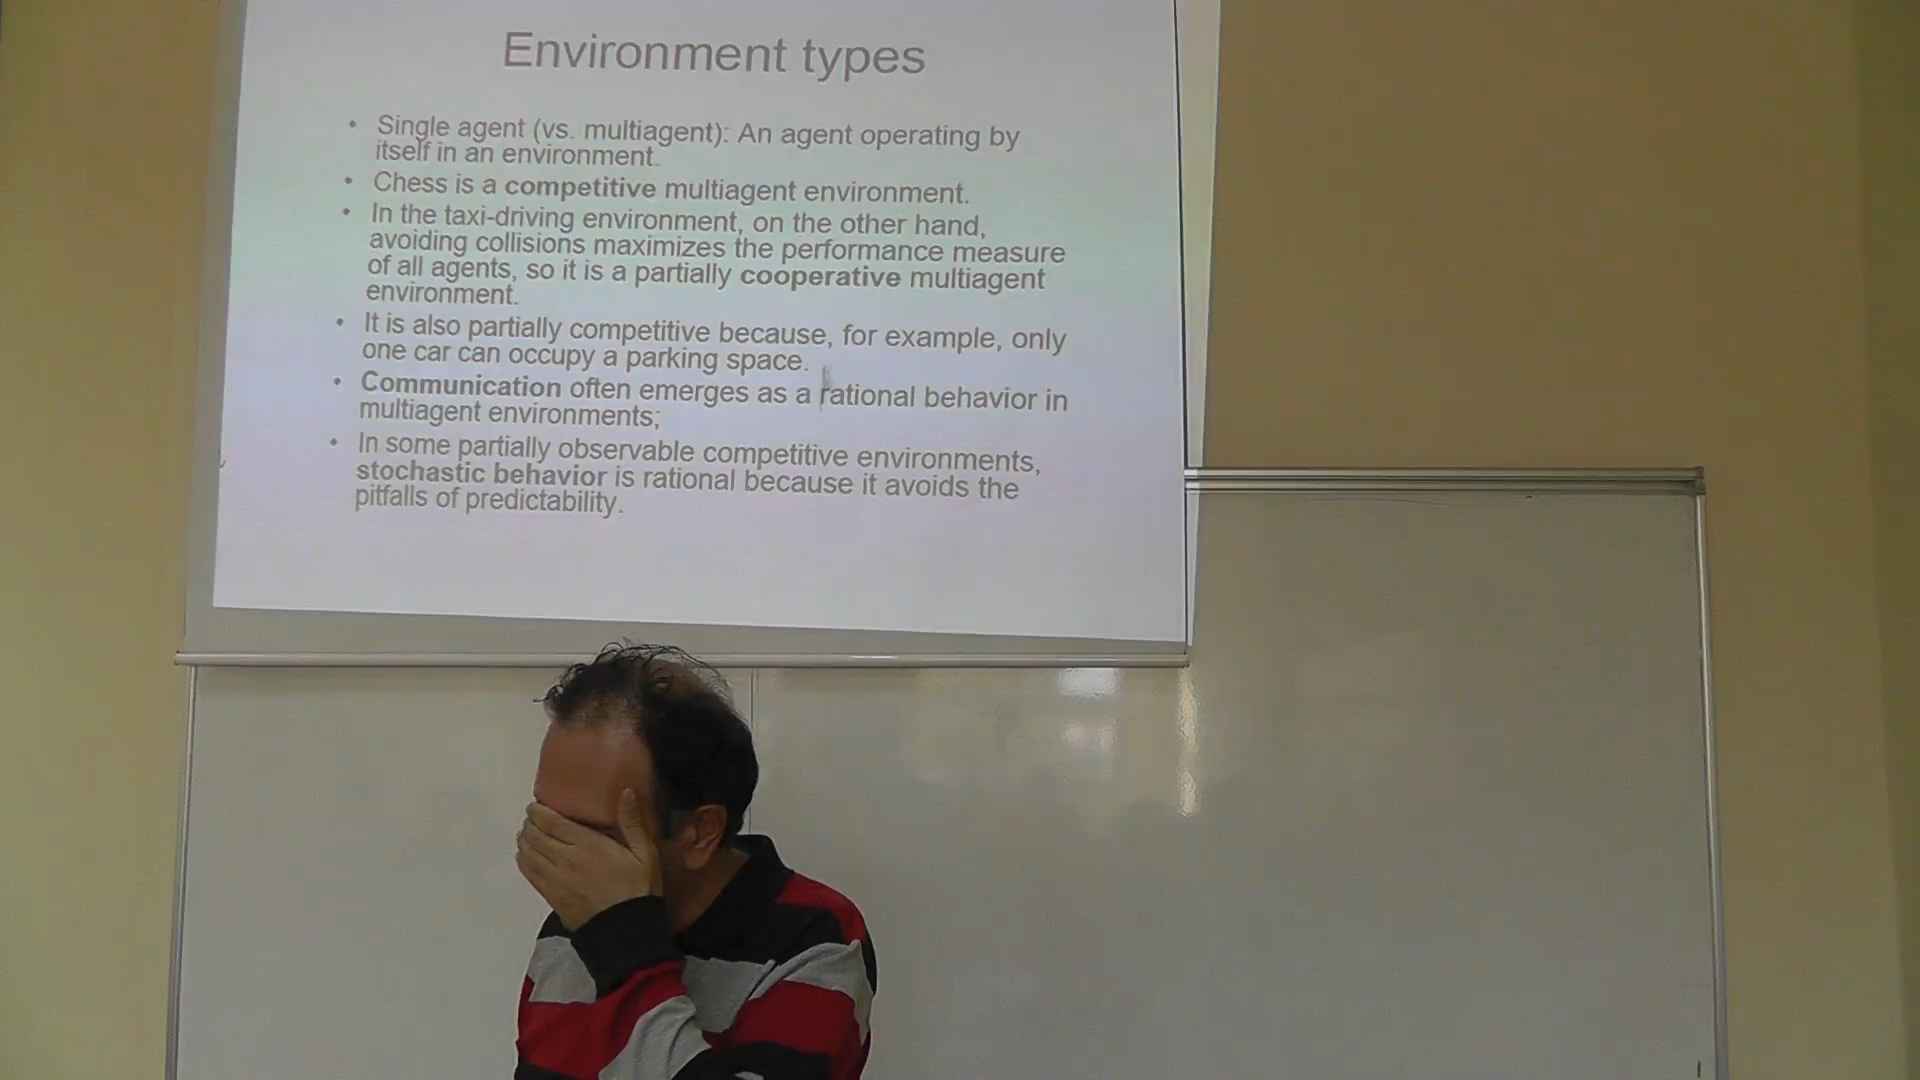 Environment types
• Single agent (vs. multiagent): An agent operating by
itself in an environment.
• Chess is a competitive multiagent environment.
• In the taxi-driving environment, on the other hand,
avoiding collisions maximizes the performance measure
of all agents, so it is a partially cooperative multiagent
environment.
• It is also partially competitive because, for example, only
one car can occupy a parking space.
• Communication often emerges as a rational behavior in
multiagent environments;
• In some partially observable competitive environments,
stochastic behavior is rational because it avoids the
pitfalls of predictability.